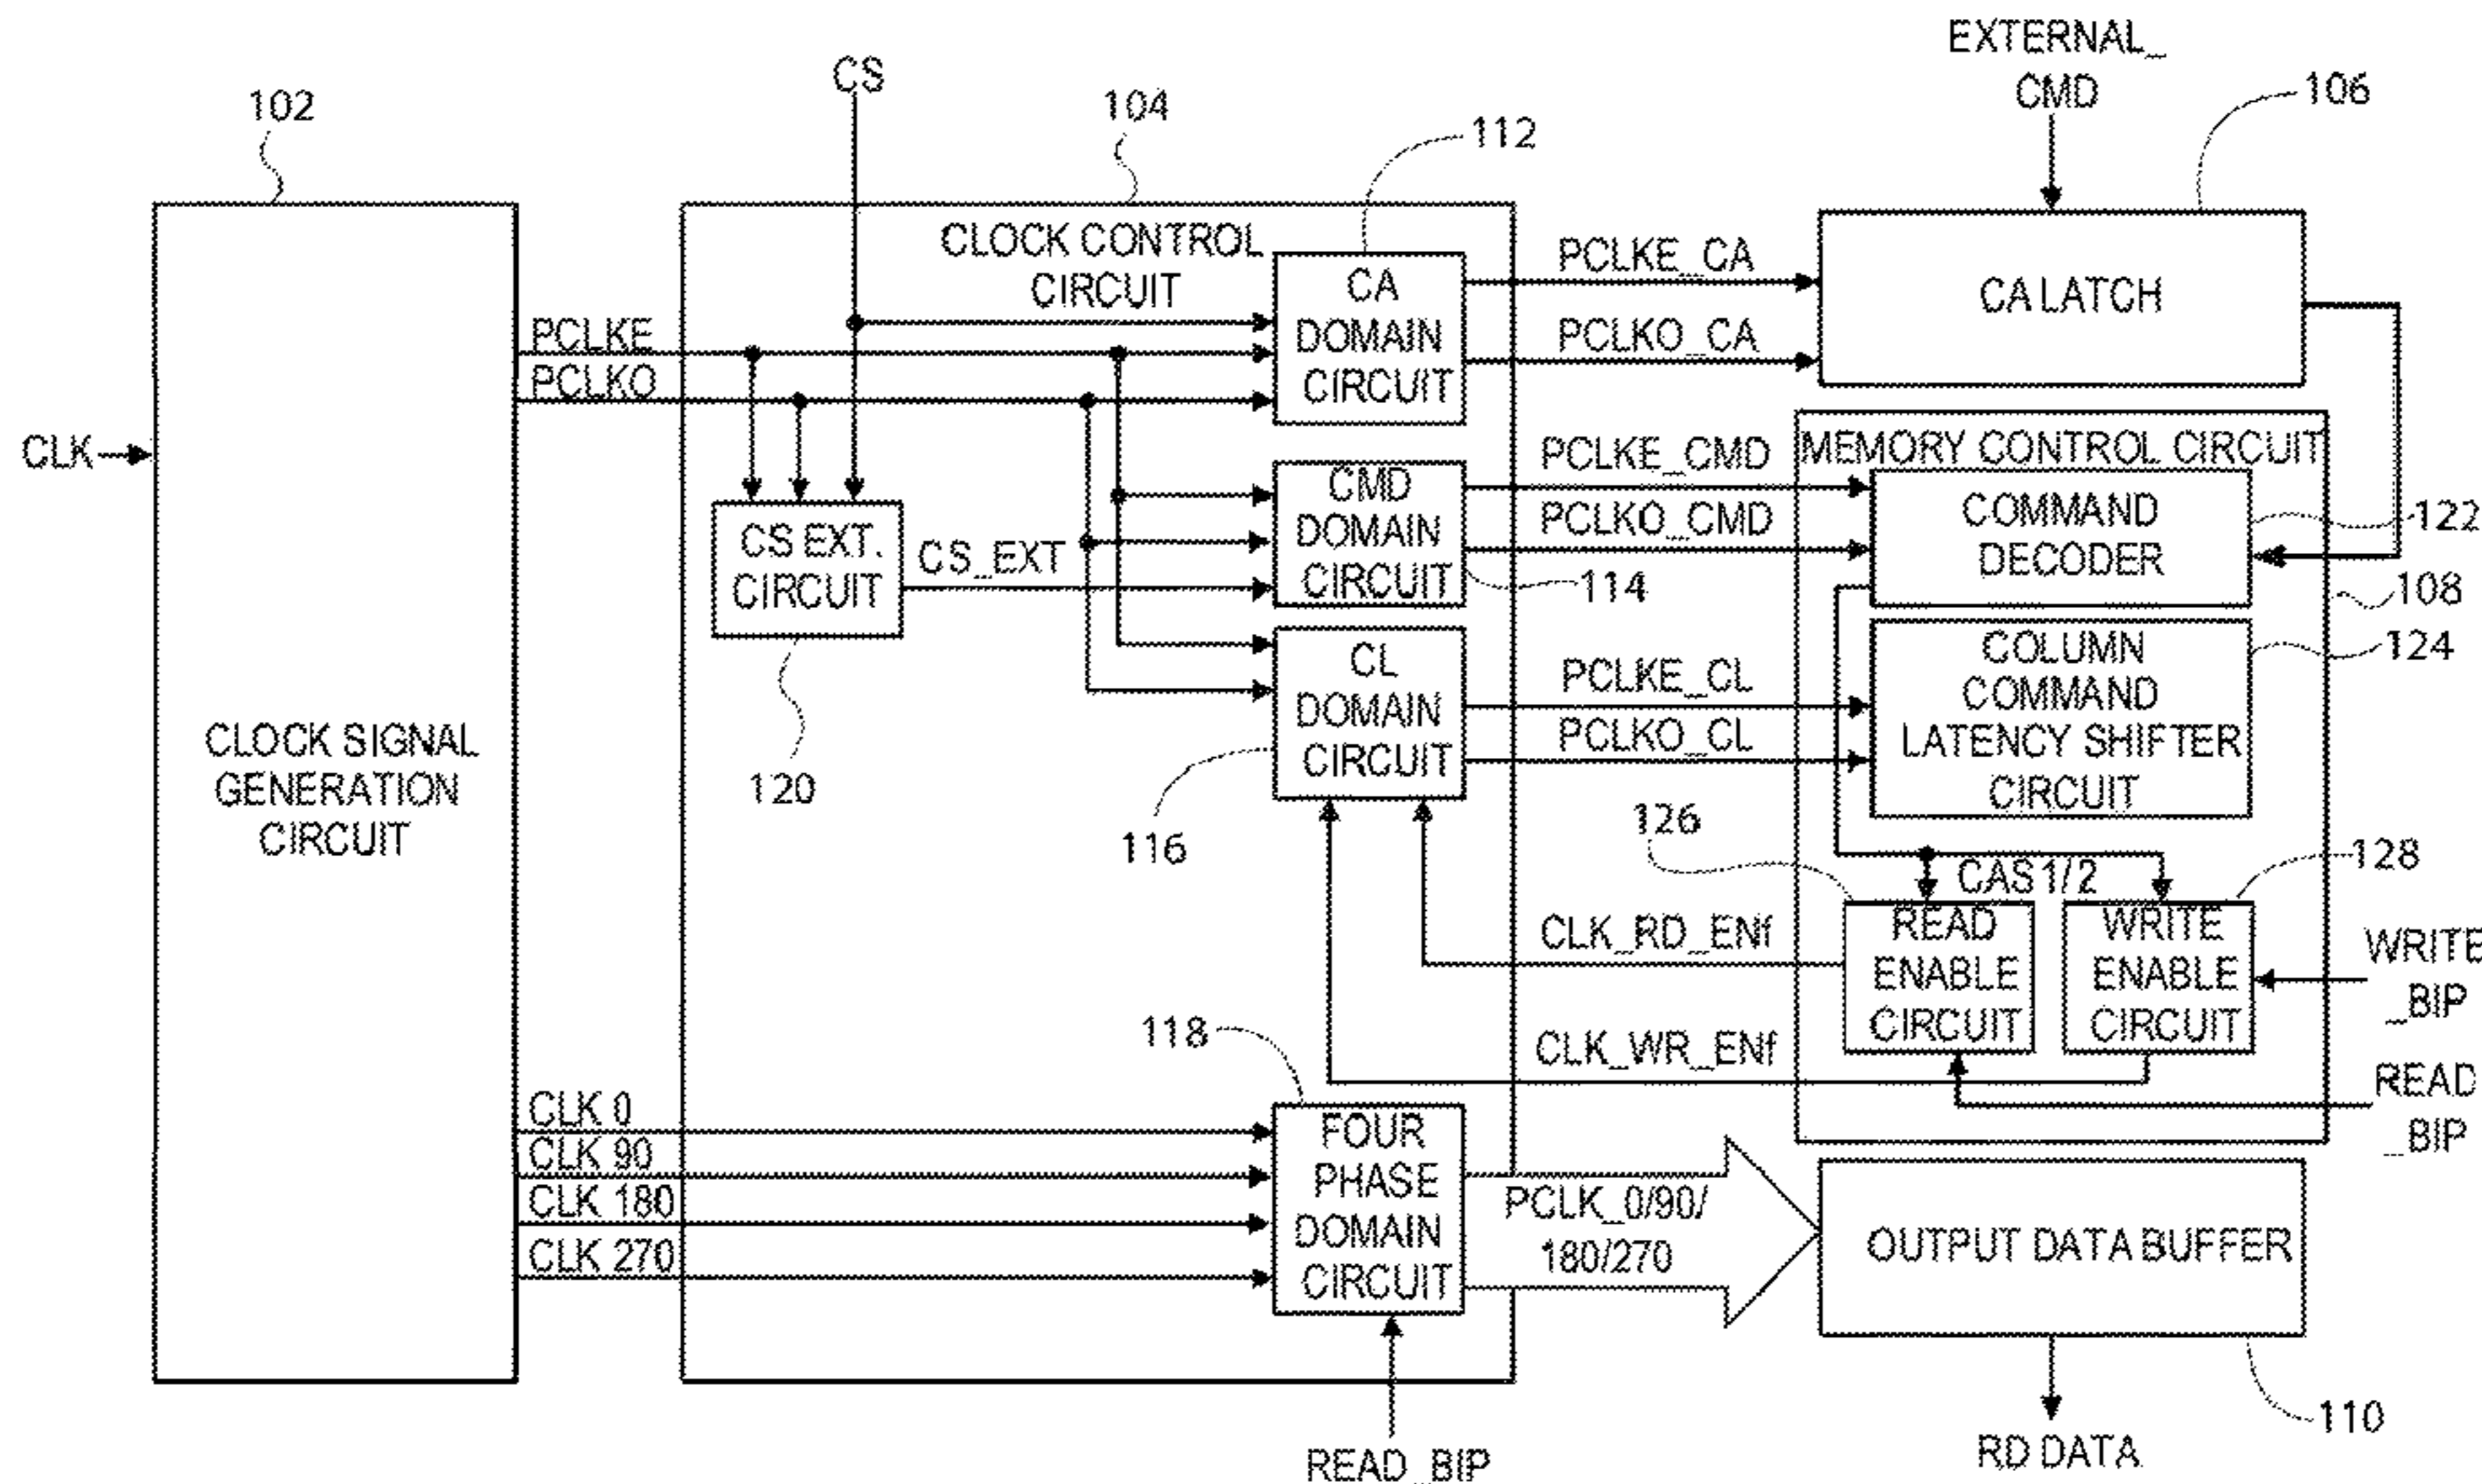 EXTERNAL_
CMD
CS
102
104
112
106
CLOCK CONTROL
CIRCUIT
CA
DOMAIN
CIRCUIT
PCLKE_CA
PCLKO_CA
CA LATCH
PCLKE
PCLKO
CLK
CS EXT.
CIRCUIT
CS_EXT
120
CMD
DOMAIN
CIRCUIT
114
PCLKE_CMD
PCLKO_CMD
MEMORY CONTROL CIRCUIT
COMMAND
DECODER
122
108
CL
DOMAIN
CIRCUIT
116
PCLKE_CL
PCLKO_CL
COLUMN
COMMAND
LATENCY SHIFTER
CIRCUIT
124
CLOCK SIGNAL
GENERATION
CIRCUIT
126
CAS1/2
128
CLK_RD_ENf
READ
ENABLE
CIRCUIT
WRITE
ENABLE
CIRCUIT
WRITE
_BIP
CLK_WR_ENf
READ
_BIP
118
CLK 0
CLK 90
CLK 180
CLK 270
FOUR
PHASE
DOMAIN
CIRCUIT
PCLK_0/90/
180/270
OUTPUT DATA BUFFER
110
READ_BIP
RD DATA